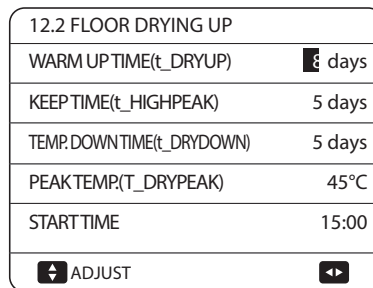 12.2 FLOOR DRYING UP
WARM UP TIME(t_DRYUP) 8 days
KEEP TIME(t_HIGHPEAK) 5 days
TEMP. DOWN TIME(t_DRYDOWN) 5 days
PEAK TEMP.(T_DRYPEAK) 45°C
START TIME 15:00
ADJUST